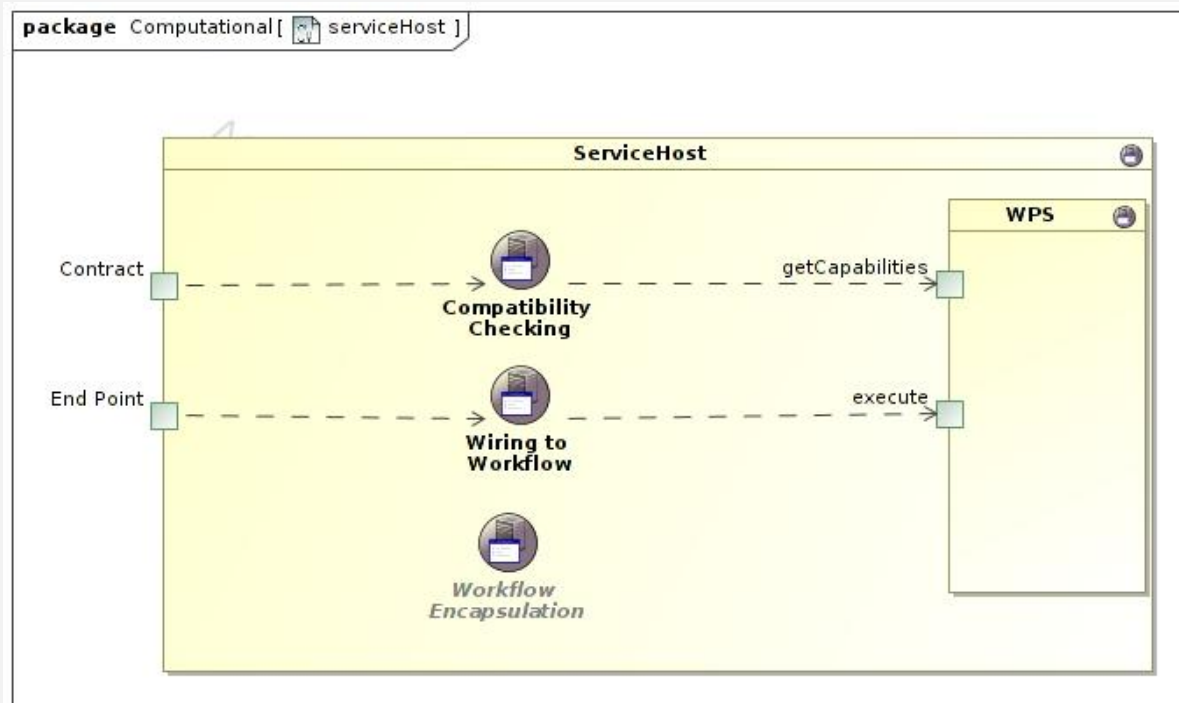 package Computational[ serviceHost ]
ServiceHost
WPS
Contract
getCapabilities
Compatibility
Checking
End Point
execute
Wiring to
Workflow
Workflow
Encapsulation